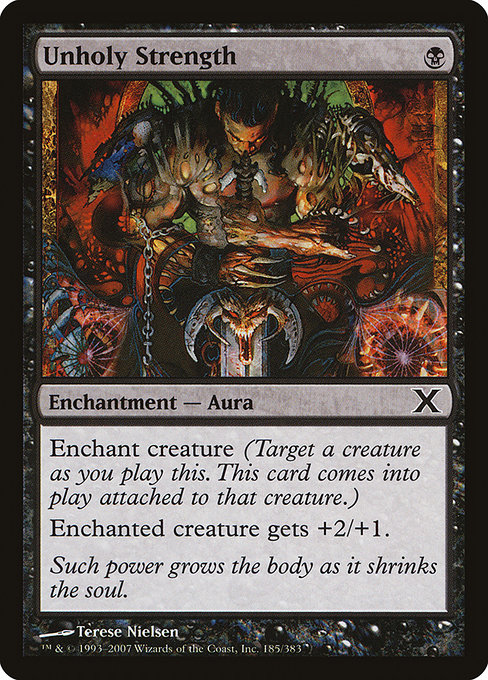 Unholy Strength
Enchantment — Aura
X
Enchant creature (Target a creature
as you play this. This card comes into
play attached to that creature.)
Enchanted creature gets +2/+1.
Such power grows the body as it shrinks
the soul.
Terese Nielsen
™ & © 1993–2007 Wizards of the Coast, Inc. 185/383